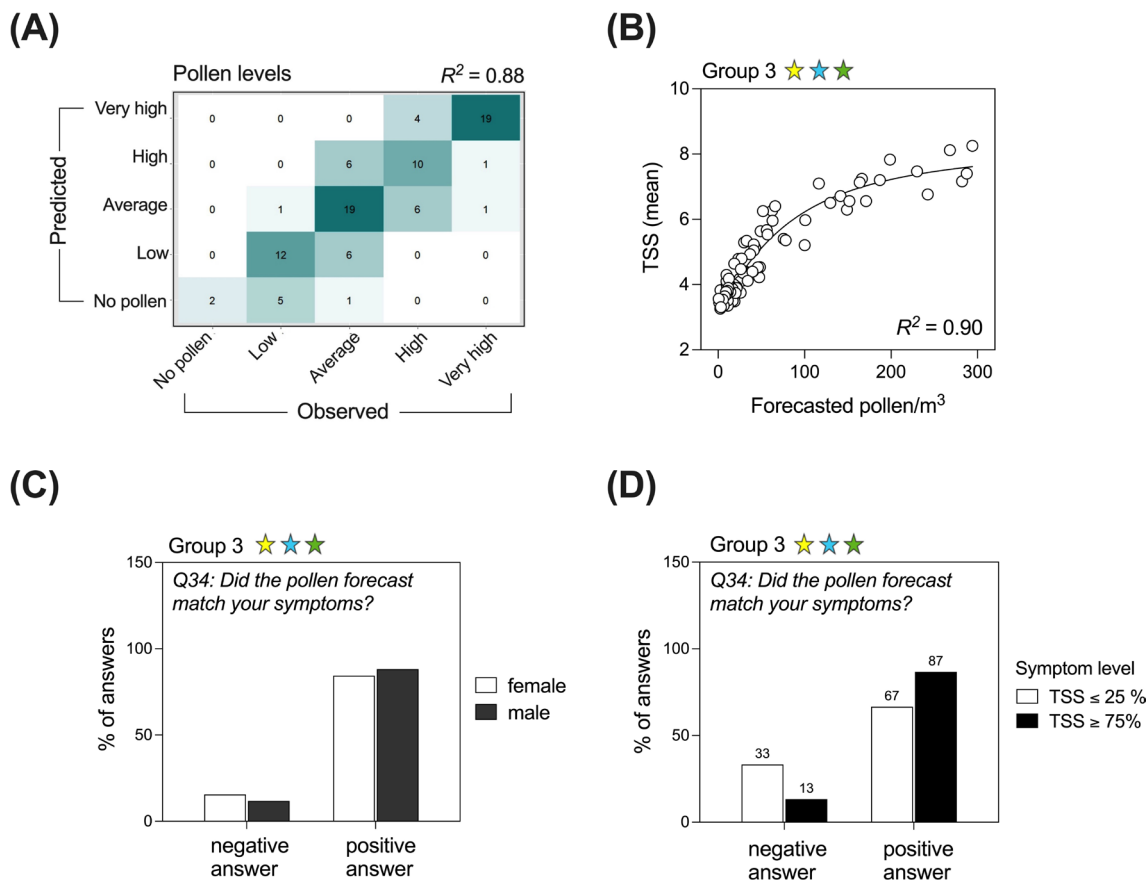 (A)
Pollen levels
R² = 0.88
Predicted
Very high
0 0 0 4 19
High
0 0 6 10 1
Average
0 1 19 6 1
Low
0 12 6 0 0
No pollen
2 5 1 0 0
No pollen
Low
Average
High
Very high
Observed
(B)
Group 3
10
8
6
4
2
TSS (mean)
R² = 0.90
0 100 200 300
Forecasted pollen/m³
(C)
Group 3
150
100
50
0
% of answers
Q34: Did the pollen forecast
match your symptoms?
female
male
negative
answer
positive
answer
(D)
Group 3
150
100
50
0
% of answers
Q34: Did the pollen forecast
match your symptoms?
33
13
67
87
Symptom level
TSS ≤ 25 %
TSS ≥ 75%
negative
answer
positive
answer